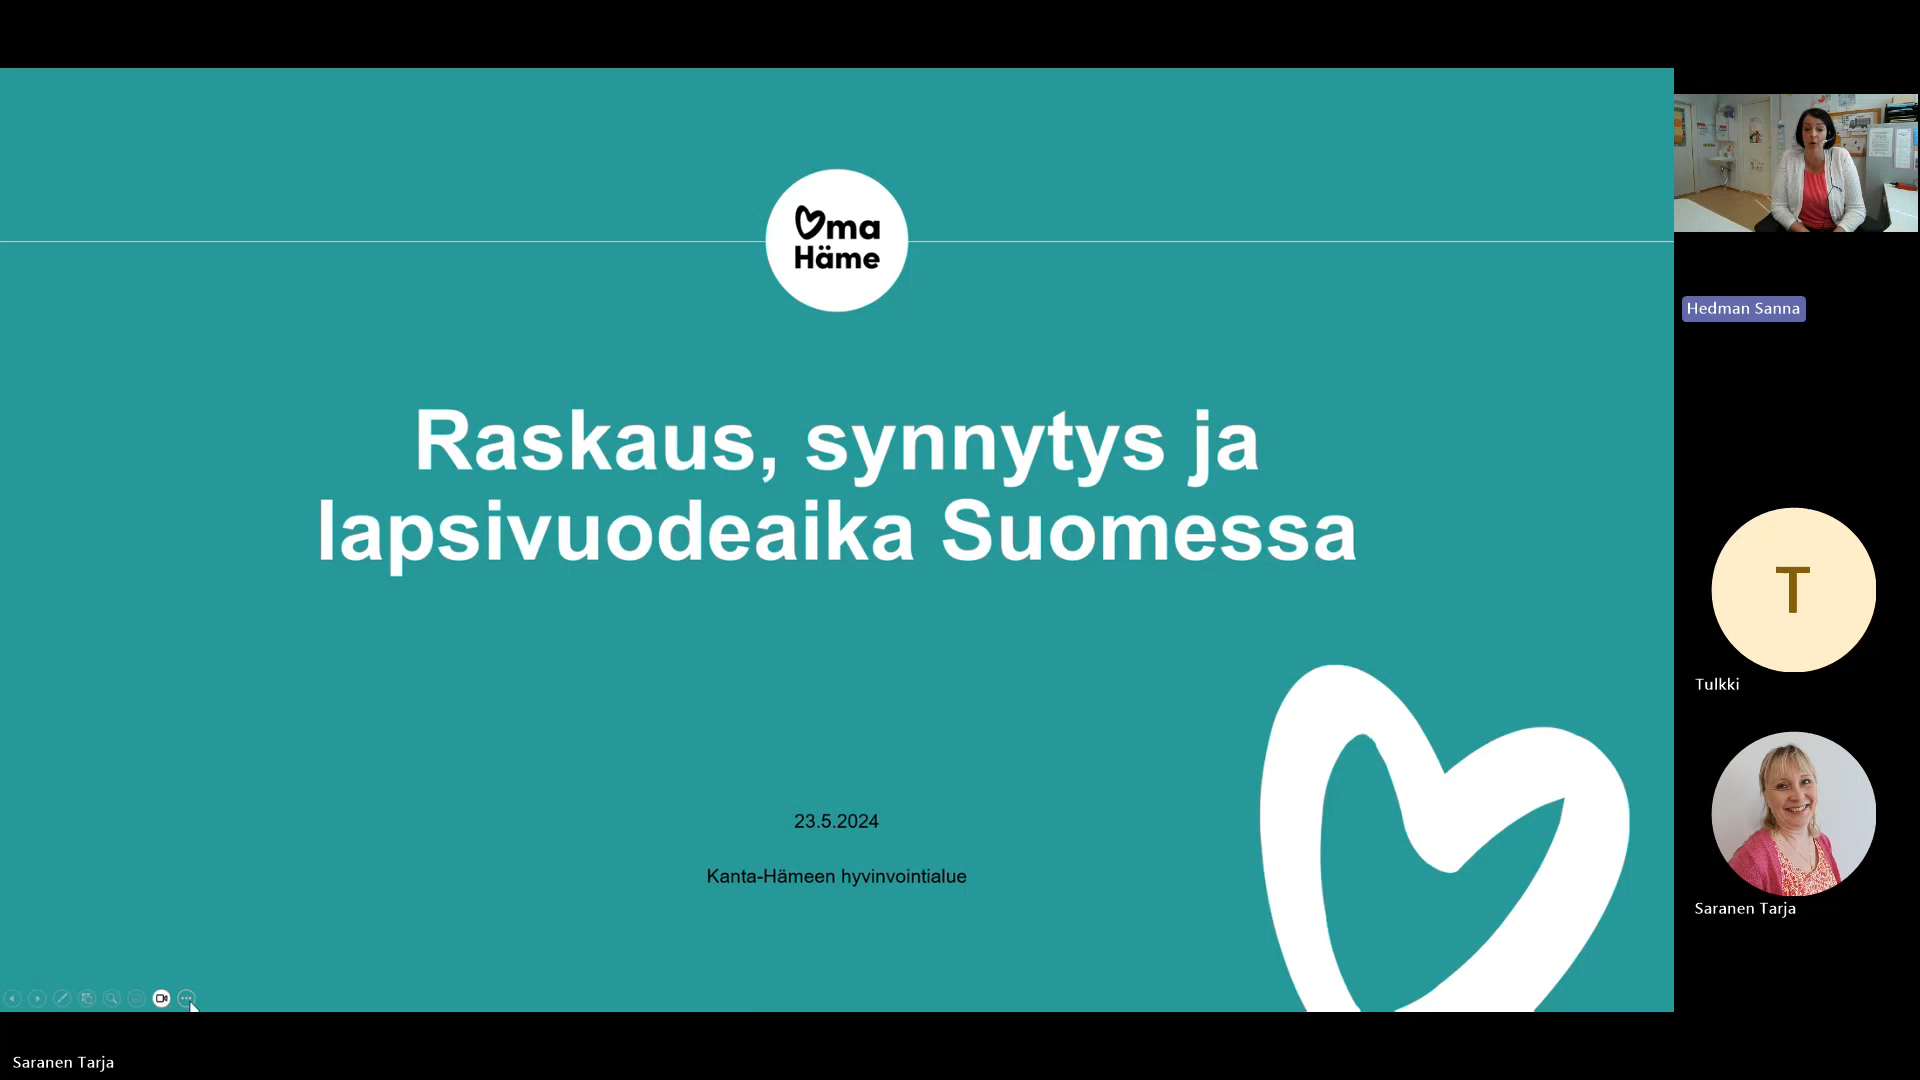 Oma
Häme
Raskaus, synnytys ja
lapsivuodeaika Suomessa
23.5.2024
Kanta-Hämeen hyvinvointialue
Hedman Sanna
T
Tulkki
Saranen Tarja
Saranen Tarja